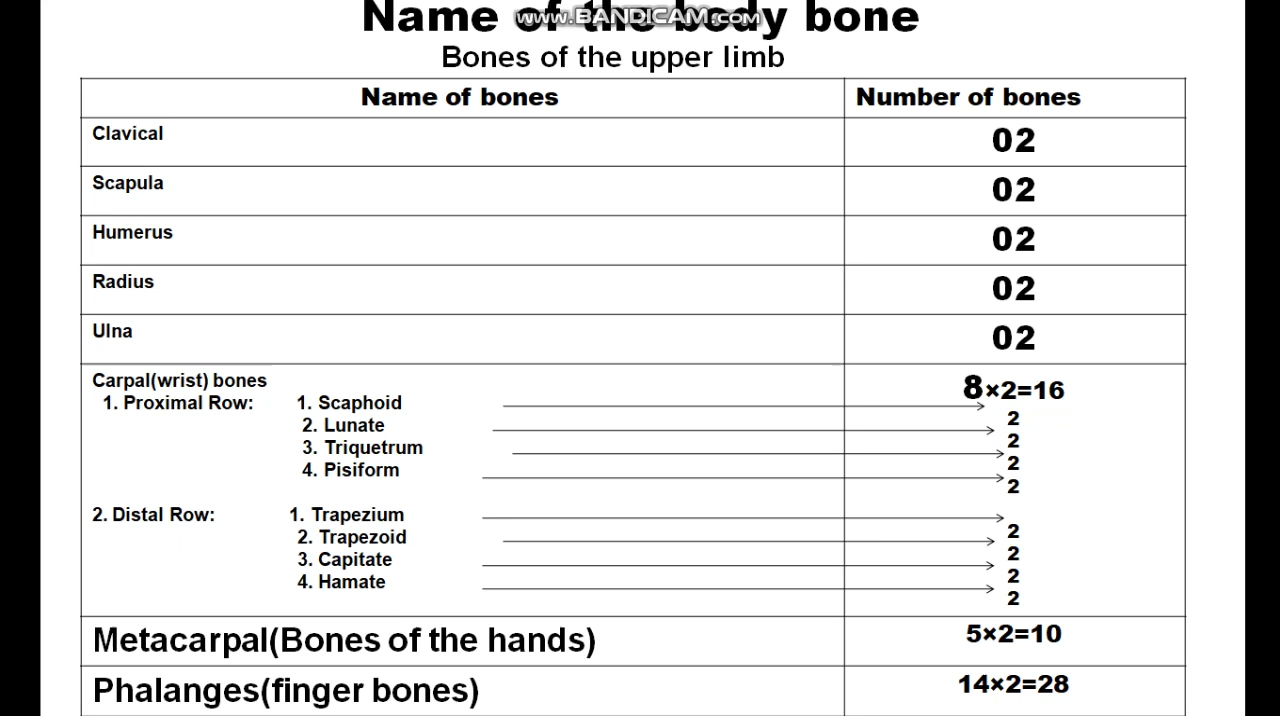 Name of the body bone
www.BANDICAM.com
Bones of the upper limb
Name of bones Number of bones
Clavical 02
Scapula 02
Humerus 02
Radius 02
Ulna 02
Carpal(wrist) bones 8×2=16
1. Proximal Row: 1. Scaphoid 2
2. Lunate 2
3. Triquetrum 2
4. Pisiform 2
2. Distal Row: 1. Trapezium 2
2. Trapezoid 2
3. Capitate 2
4. Hamate 2
Metacarpal(Bones of the hands) 5×2=10
Phalanges(finger bones) 14×2=28